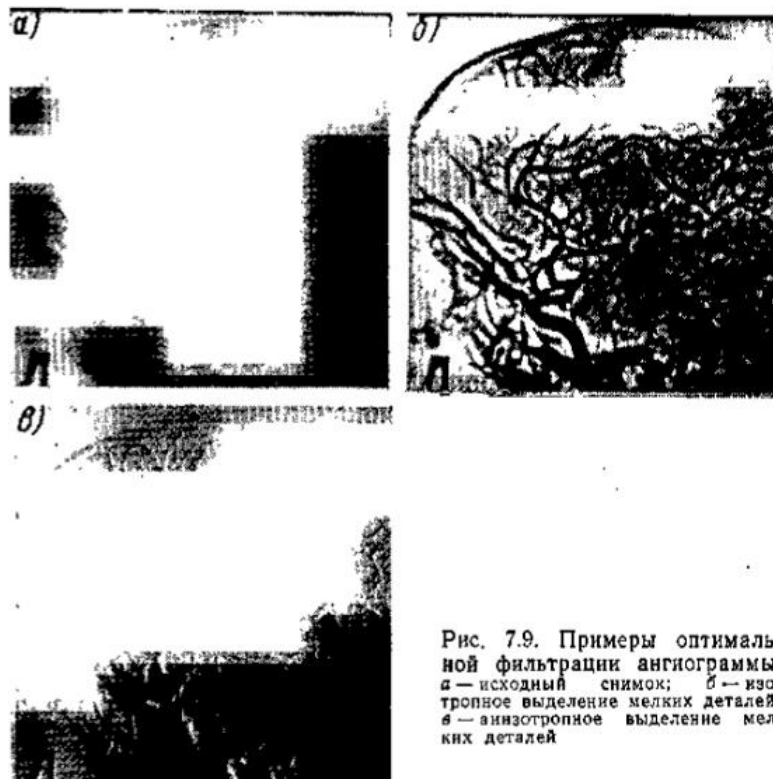 а)
б)
в)
Рис. 7.9. Примеры оптималь
ной фильтрации ангиограммы
а — исходный снимок; б — изо
тропное выделение мелких деталей
в — анизотропное выделение мел
ких деталей